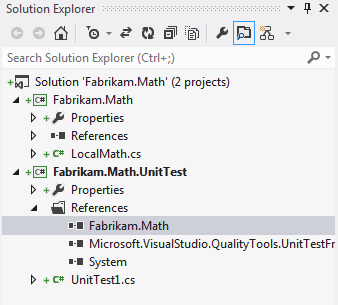 Solution Explorer
Search Solution Explorer (Ctrl+;)
Solution 'Fabrikam.Math' (2 projects)
C# Fabrikam.Math
Properties
References
C# LocalMath.cs
C# Fabrikam.Math.UnitTest
Properties
References
Fabrikam.Math
Microsoft.VisualStudio.QualityTools.UnitTestFr
System
C# UnitTest1.cs